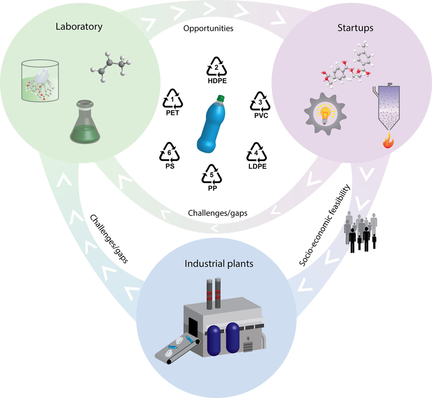 Laboratory
Opportunities
Startups
2
HDPE
1
PET
3
PVC
6
PS
4
LDPE
5
PP
Challenges/gaps
Challenges/gaps
Socio-economic feasibility
Industrial plants